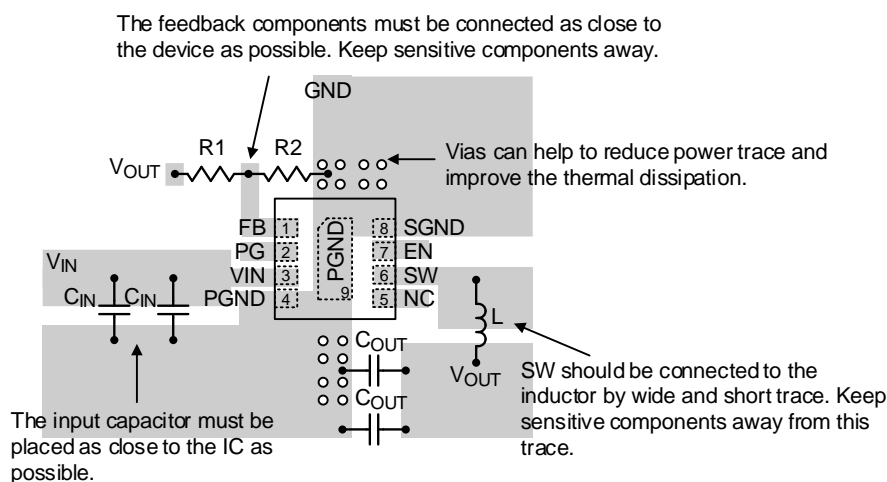 The feedback components must be connected as close to
the device as possible. Keep sensitive components away.
GND
R1
R2
VOUT
Vias can help to reduce power trace and
improve the thermal dissipation.
FB
1
8
SGND
PG
2
7
EN
VIN
3
6
SW
PGND
4
5
NC
PGND
9
VIN
CIN
CIN
L
COUT
VOUT
COUT
SW should be connected to the
inductor by wide and short trace. Keep
sensitive components away from this
trace.
The input capacitor must be
placed as close to the IC as
possible.